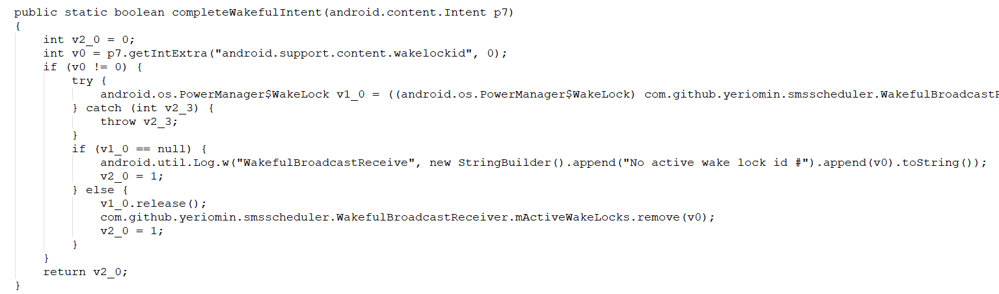 public static boolean completeWakefulIntent(android.content.Intent p7)
{
    int v2_0 = 0;
    int v0 = p7.getIntExtra("android.support.content.wakelockid", 0);
    if (v0 != 0) {
        try {
            android.os.PowerManager$WakeLock v1_0 = ((android.os.PowerManager$WakeLock) com.github.yeriomin.smsscheduler.WakefulBroadcast
        } catch (int v2_3) {
            throw v2_3;
        }
        if (v1_0 == null) {
            android.util.Log.w("WakefulBroadcastReceive", new StringBuilder().append("No active wake lock id #").append(v0).toString());
            v2_0 = 1;
        } else {
            v1_0.release();
            com.github.yeriomin.smsscheduler.WakefulBroadcastReceiver.mActiveWakeLocks.remove(v0);
            v2_0 = 1;
        }
    }
    return v2_0;
}